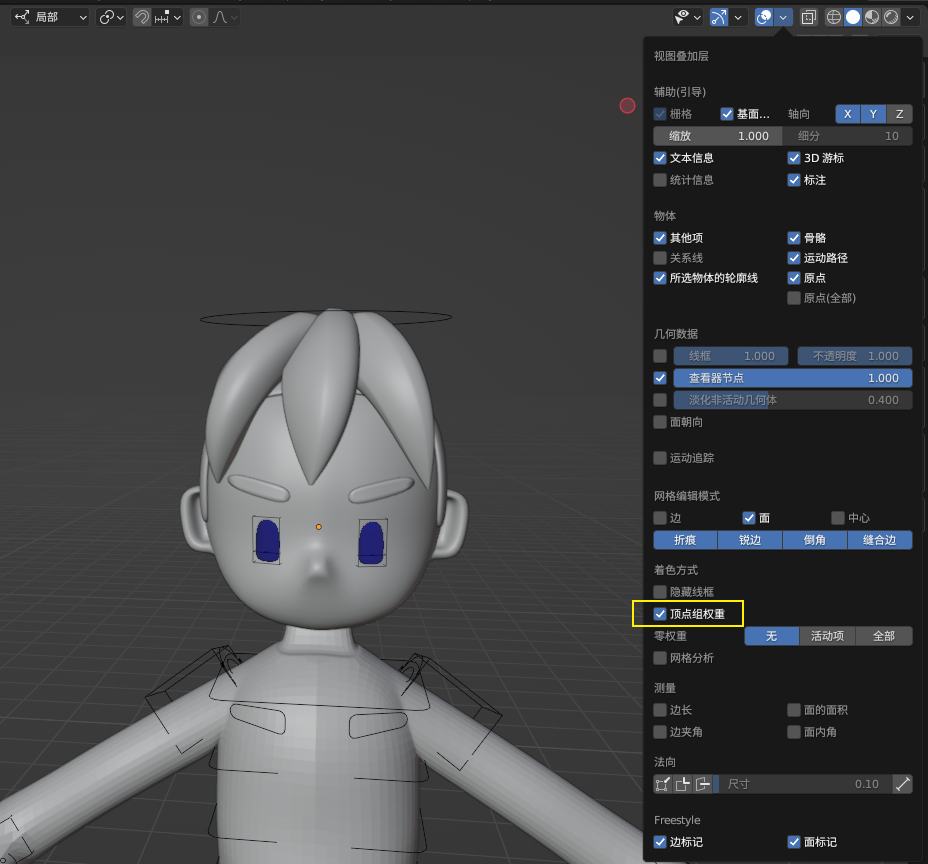 局部
视图叠加层
辅助(引导)
栅格 基面... 轴向 X Y Z
缩放 1.000 细分 10
文本信息 3D 游标
统计信息 标注
物体
其他项 骨骼
关系线 运动路径
所选物体的轮廓线 原点
原点(全部)
几何数据
线框 1.000 不透明度 1.000
查看器节点 1.000
淡化非活动几何体 0.400
面朝向
运动追踪
网格编辑模式
边 面 中心
折痕 锐边 倒角 缝合边
着色方式
隐藏线框
顶点组权重
零权重 无 活动项 全部
网格分析
测量
边长 面的面积
边夹角 面内角
法向
尺寸 0.10
Freestyle
边标记 面标记